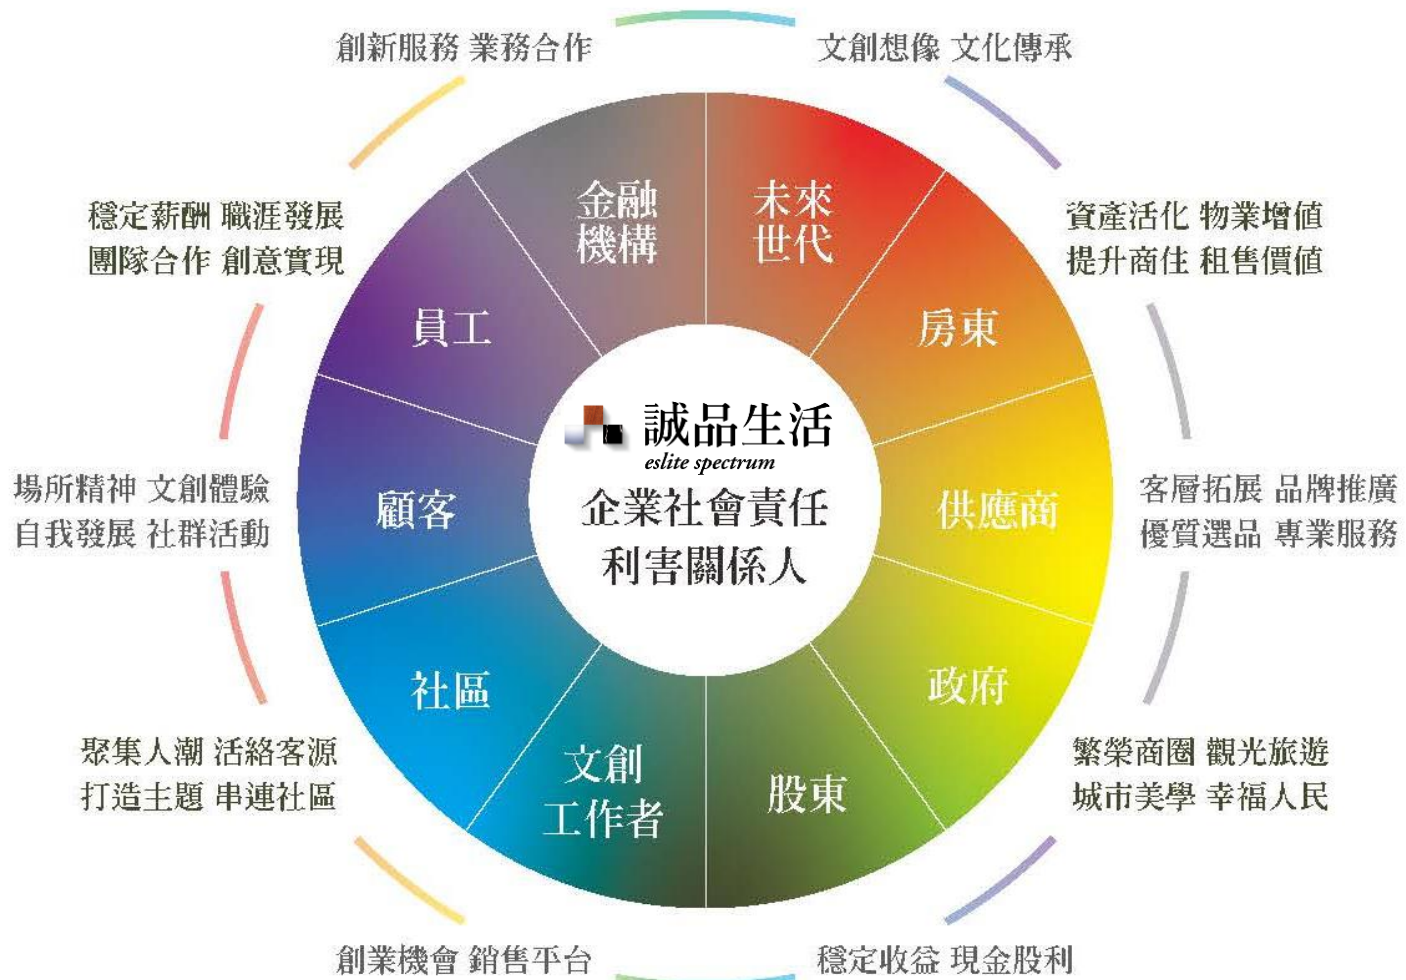 創新服務 業務合作
文創想像 文化傳承
穩定薪酬 職涯發展
團隊合作 創意實現
金融
機構
未來
世代
資產活化 物業增值
提升商住 租售價值
員工
房東
誠品生活
eslite spectrum
企業社會責任
利害關係人
場所精神 文創體驗
自我發展 社群活動
顧客
供應商
客層拓展 品牌推廣
優質選品 專業服務
社區
政府
聚集人潮 活絡客源
打造主題 串連社區
文創
工作者
股東
繁榮商圈 觀光旅遊
城市美學 幸福人民
創業機會 銷售平台
穩定收益 現金股利